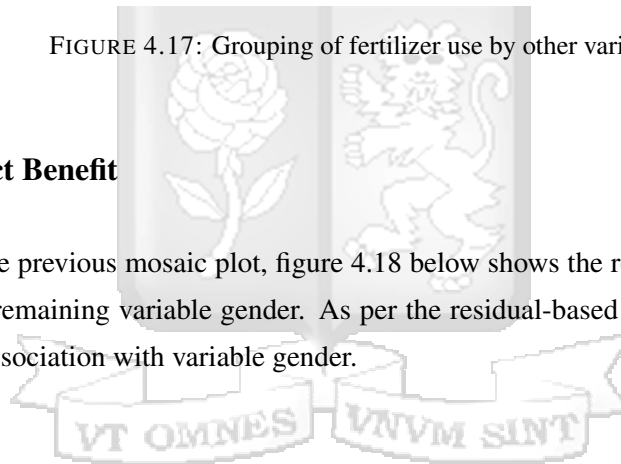 FIGURE 4.17: Grouping of fertilizer use by other vari
ct Benefit
e previous mosaic plot, figure 4.18 below shows the r
remaining variable gender. As per the residual-based
sociation with variable gender.
VT OMNES VNVM SINT